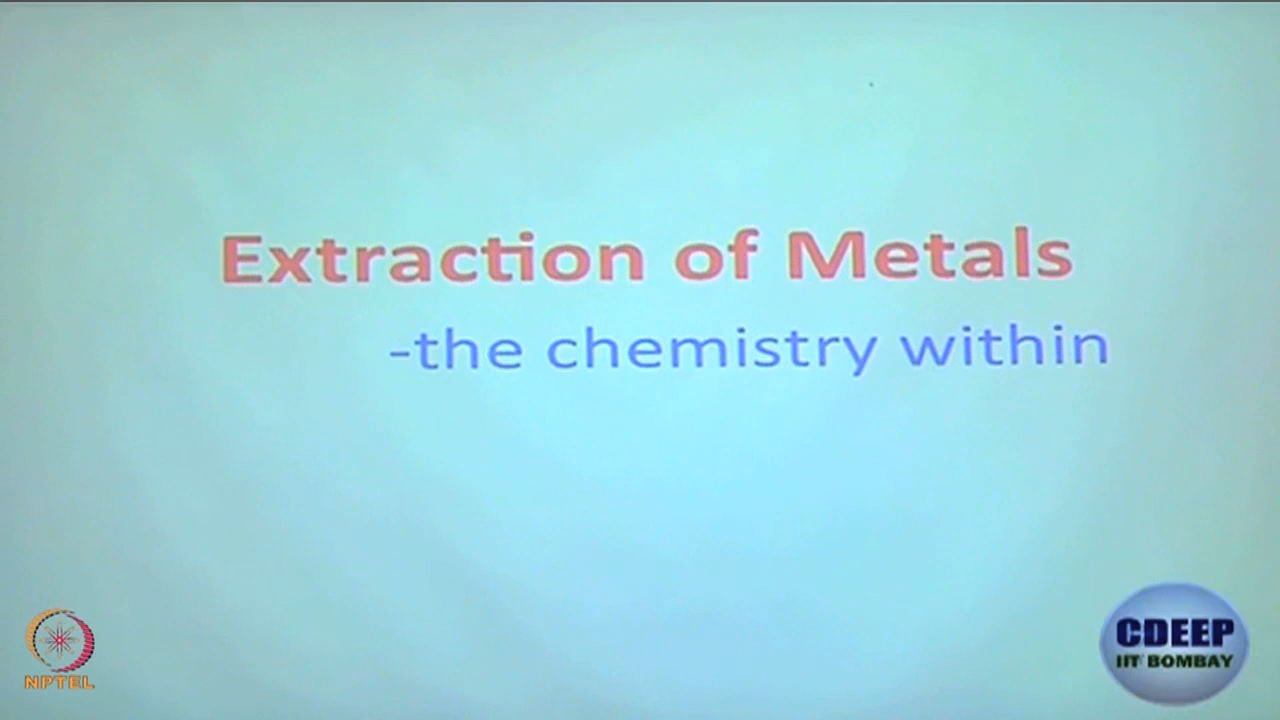 Extraction of Metals
-the chemistry within
NPTEL
CDEEP
IIT BOMBAY